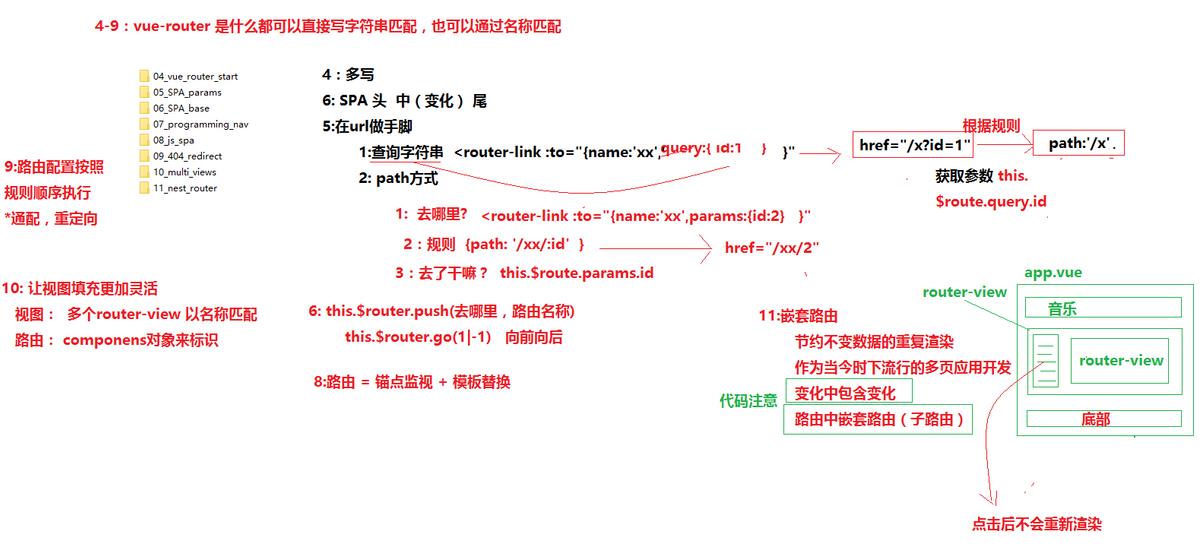 4-9：vue-router 是什么都可以直接写字符串匹配，也可以通过名称匹配
04_vue_router_start
05_SPA_params
06_SPA_base
07_programming_nav
08_js_spa
09_404_redirect
10_multi_views
11_nest_router
9:路由配置按照
规则顺序执行
*通配，重定向
4：多写
6: SPA 头 中（变化） 尾
5:在url做手脚
1:查询字符串 <router-link :to="{name:'xx',query:{ id:1 } }"
href="/x?id=1"
根据规则
path:'/x'.
获取参数 this.
$route.query.id
2: path方式
1: 去哪里? <router-link :to="{name:'xx',params:{id:2} }"
2：规则 {path: '/xx/:id' }
href="/xx/2"
3：去了干嘛？ this.$route.params.id
10: 让视图填充更加灵活
视图： 多个router-view 以名称匹配
路由： componens对象来标识
6: this.$router.push(去哪里，路由名称)
this.$router.go(1|-1) 向前向后
8:路由 = 锚点监视 + 模板替换
11:嵌套路由
节约不变数据的重复渲染
作为当今时下流行的多页应用开发
代码注意
变化中包含变化
路由中嵌套路由（子路由）
app.vue
router-view
音乐
router-view
底部
点击后不会重新渲染